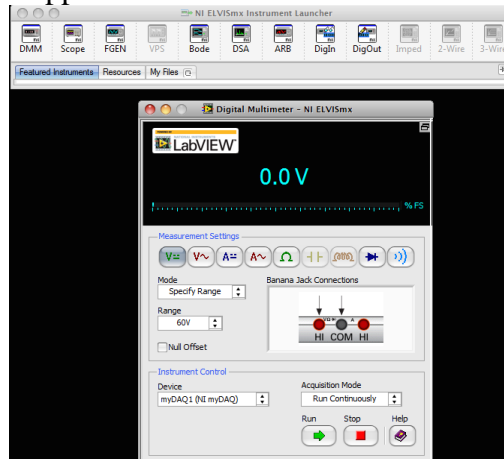 NI ELVISmx Instrument Launcher
DMM Scope FGEN VPS Bode DSA ARB DigIn DigOut Imped 2-Wire 3-Wire
Featured Instruments Resources My Files
Digital Multimeter - NI ELVISmx
LabVIEW
0.0 V
% FS
Measurement Settings
Mode
Specify Range
Banana Jack Connections
Range
60V
HI COM HI
Null Offset
Instrument Control
Device
myDAQ1 (NI myDAQ)
Acquisition Mode
Run Continuously
Run Stop Help